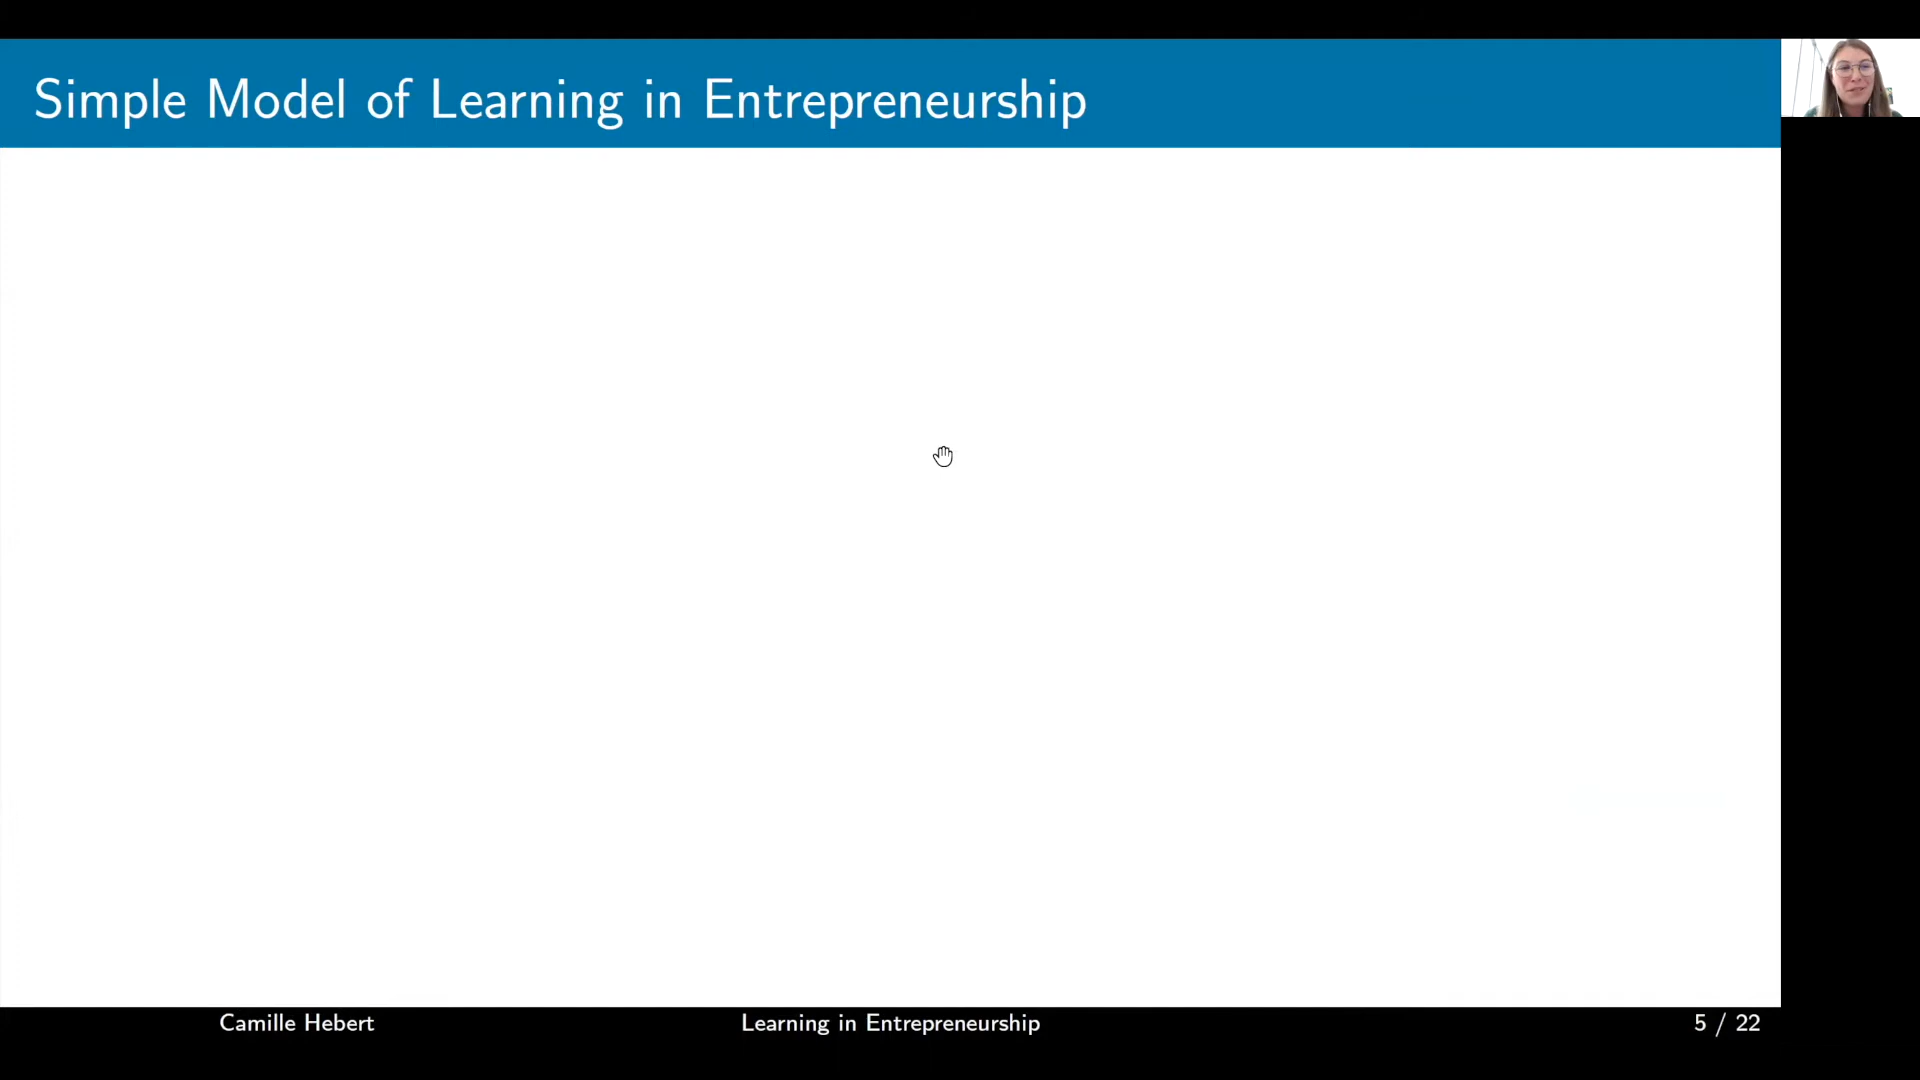 Simple Model of Learning in Entrepreneurship
Camille Hebert
Learning in Entrepreneurship
5 / 22